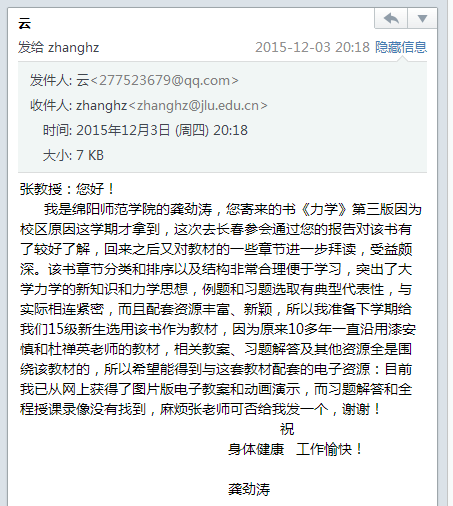 云
发给 zhanghz 2015-12-03 20:18 隐藏信息
发件人: 云<277523679@qq.com>
收件人: zhanghz<zhanghz@jlu.edu.cn>
时间: 2015年12月3日 (周四) 20:18
大小: 7 KB
张教授：您好！
我是绵阳师范学院的龚劲涛，您寄来的书《力学》第三版因为
校区原因这学期才拿到，这次去长春参会通过您的报告对该书有
了较好了解，回来之后又对教材的一些章节进一步拜读，受益颇
深。该书章节分类和排序以及结构非常合理便于学习，突出了大
学力学的新知识和力学思想，例题和习题选取有典型代表性，与
实际相连紧密，而且配套资源丰富、新颖，所以我准备下学期给
我们15级新生选用该书作为教材，因为原来10多年一直沿用漆安
慎和杜禅英老师的教材，相关教案、习题解答及其他资源全是围
绕该教材的，所以希望能得到与这套教材配套的电子资源：目前
我已从网上获得了图片版电子教案和动画演示，而习题解答和全
程授课录像没有找到，麻烦张老师可否给我发一个，谢谢！
祝
身体健康 工作愉快！
龚劲涛